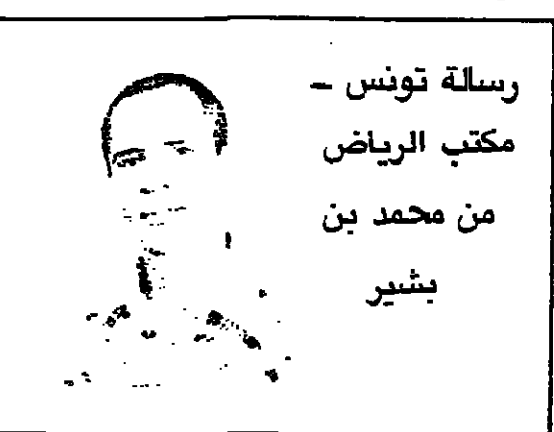 رسالة تونس –
مكتب الرياض
من محمد بن
بشير